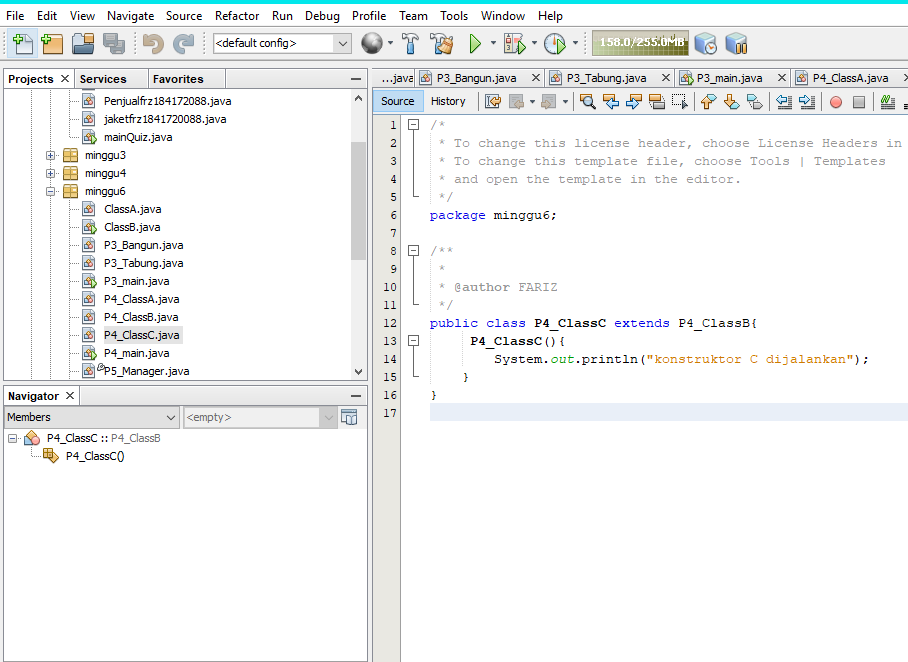 File Edit View Navigate Source Refactor Run Debug Profile Team Tools Window Help
<default config>
158.0/255.0MB
Projects Services Favorites
Penjualfrz184172088.java
jaketfrz1841720088.java
mainQuiz.java
minggu3
minggu4
minggu6
ClassA.java
ClassB.java
P3_Bangun.java
P3_Tabung.java
P3_main.java
P4_ClassA.java
P4_ClassB.java
P4_ClassC.java
P4_main.java
P5_Manager.java
Navigator
Members
<empty>
P4_ClassC :: P4_ClassB
P4_ClassC()
...java P3_Bangun.java P3_Tabung.java P3_main.java P4_ClassA.java
Source History
1 /*
2 * To change this license header, choose License Headers in
3 * To change this template file, choose Tools | Templates
4 * and open the template in the editor.
5 */
6 package minggu6;
7
8 /**
9 *
10 * @author FARIZ
11 */
12 public class P4_ClassC extends P4_ClassB{
13 P4_ClassC(){
14 System.out.println("konstruktor C dijalankan");
15 }
16 }
17